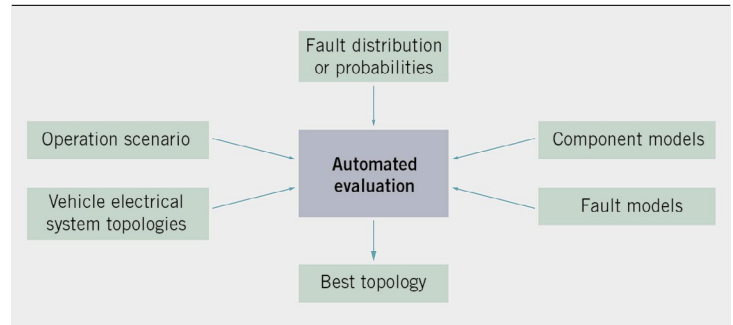 Fault distribution
or probabilities
Operation scenario
Component models
Automated
evaluation
Vehicle electrical
system topologies
Fault models
Best topology